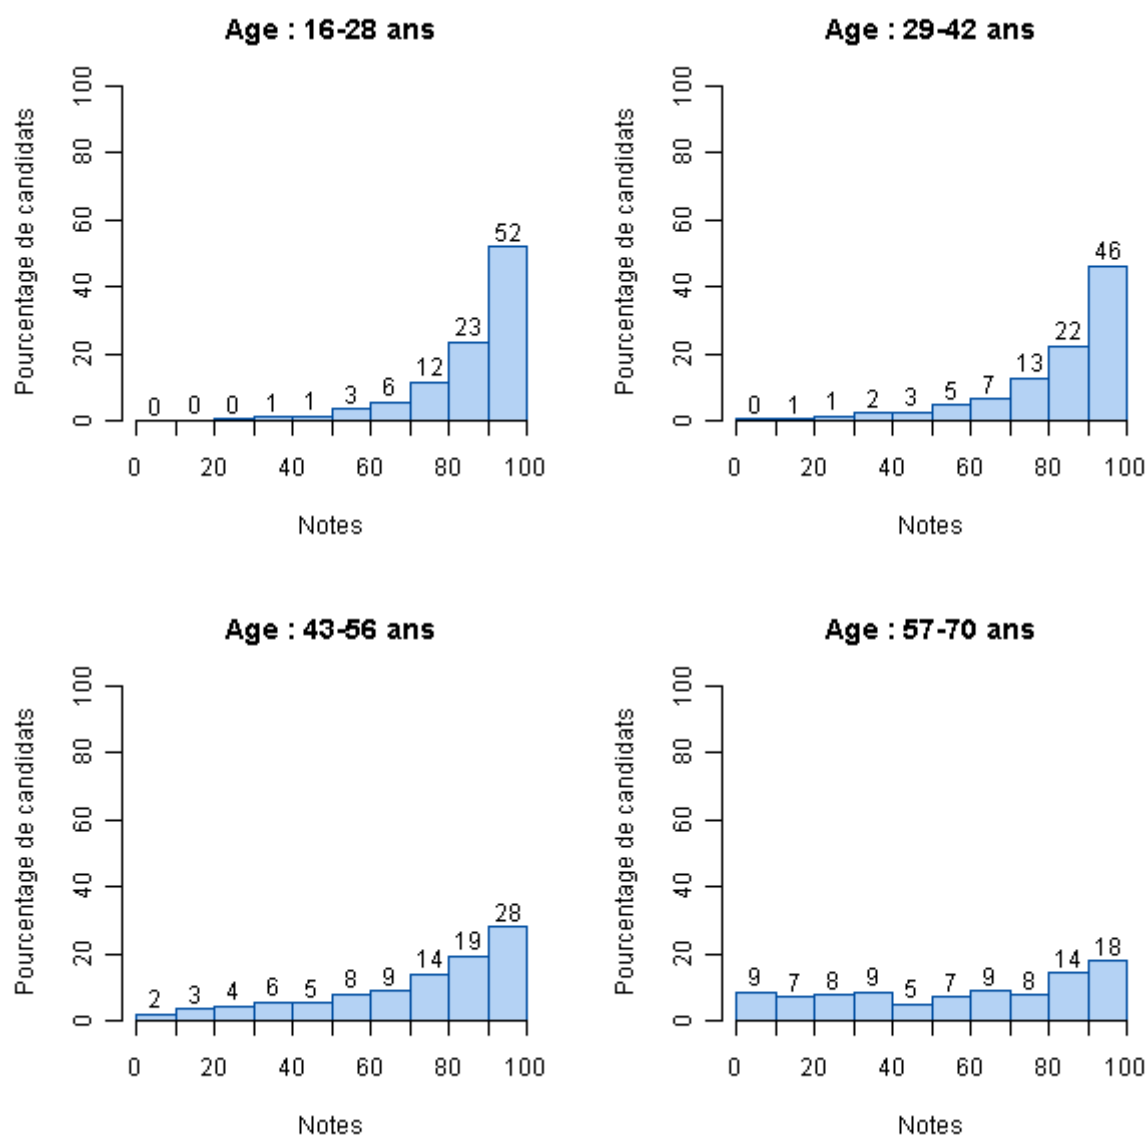 Age : 16-28 ans
Pourcentage de candidats
100
80
60
40
20
0
0 0 0 1 1 3 6 12 23 52
0 20 40 60 80 100
Notes
Age : 29-42 ans
Pourcentage de candidats
100
80
60
40
20
0
0 1 1 2 3 5 7 13 22 46
0 20 40 60 80 100
Notes
Age : 43-56 ans
Pourcentage de candidats
100
80
60
40
20
0
2 3 4 6 5 8 9 14 19 28
0 20 40 60 80 100
Notes
Age : 57-70 ans
Pourcentage de candidats
100
80
60
40
20
0
9 7 8 9 5 7 9 8 14 18
0 20 40 60 80 100
Notes